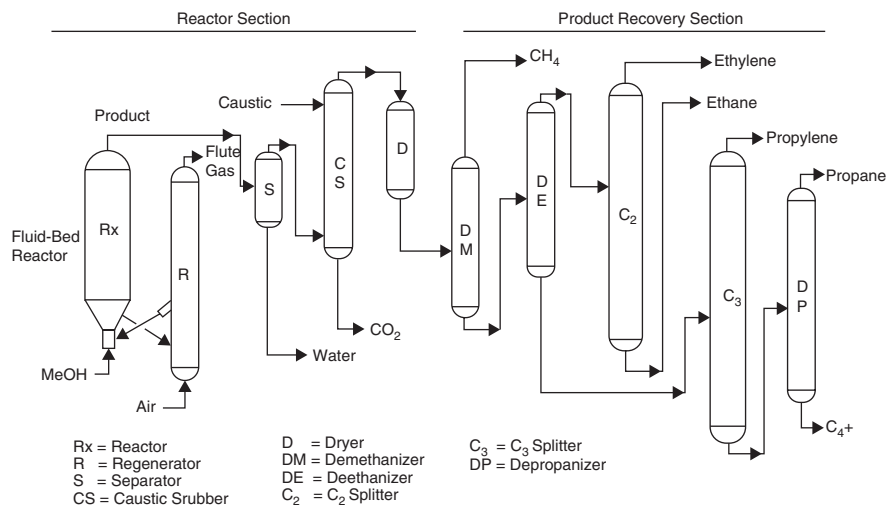 Reactor Section
Product Recovery Section
CH4
Ethylene
Ethane
Caustic
Product
Flute
Gas
Propylene
Propane
Rx
R
S
C
S
D
D
M
D
E
C2
C3
D
P
Fluid-Bed
Reactor
CO2
Water
MeOH
Air
C4+
Rx = Reactor
R = Regenerator
S = Separator
CS = Caustic Srubber
D = Dryer
DM = Demethanizer
DE = Deethanizer
C2 = C2 Splitter
C3 = C3 Splitter
DP = Depropanizer